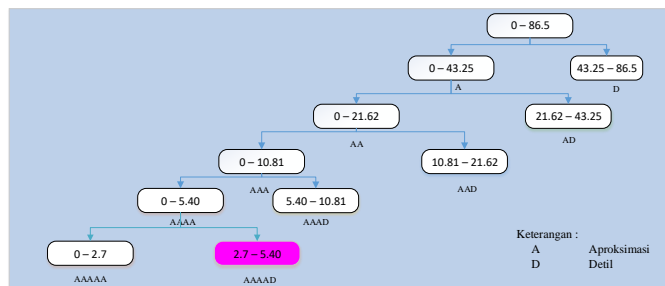 0 – 86.5
0 – 43.25
43.25 – 86.5
A
D
0 – 21.62
21.62 – 43.25
AA
AD
0 – 10.81
10.81 – 21.62
AAA
AAD
0 – 5.40
5.40 – 10.81
AAAA
AAAD
0 – 2.7
2.7 – 5.40
AAAAA
AAAAD
Keterangan :
A Aproksimasi
D Detil